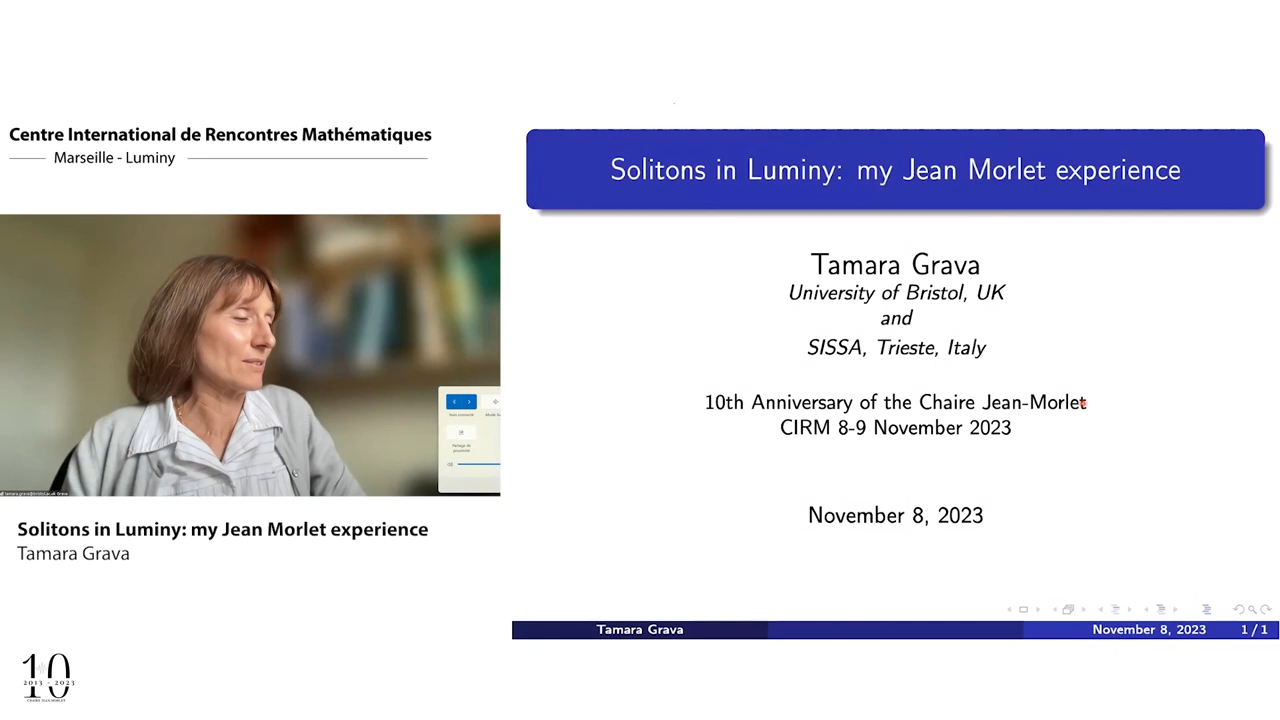 Centre International de Rencontres Mathématiques
Marseille - Luminy
Solitons in Luminy: my Jean Morlet experience
Tamara Grava
University of Bristol, UK
and
SISSA, Trieste, Italy
10th Anniversary of the Chaire Jean-Morlet
CIRM 8-9 November 2023
November 8, 2023
Tamara Grava
November 8, 2023
1 / 1
Solitons in Luminy: my Jean Morlet experience
Tamara Grava
10
2013 - 2023
CHAIRE JEAN-MORLET